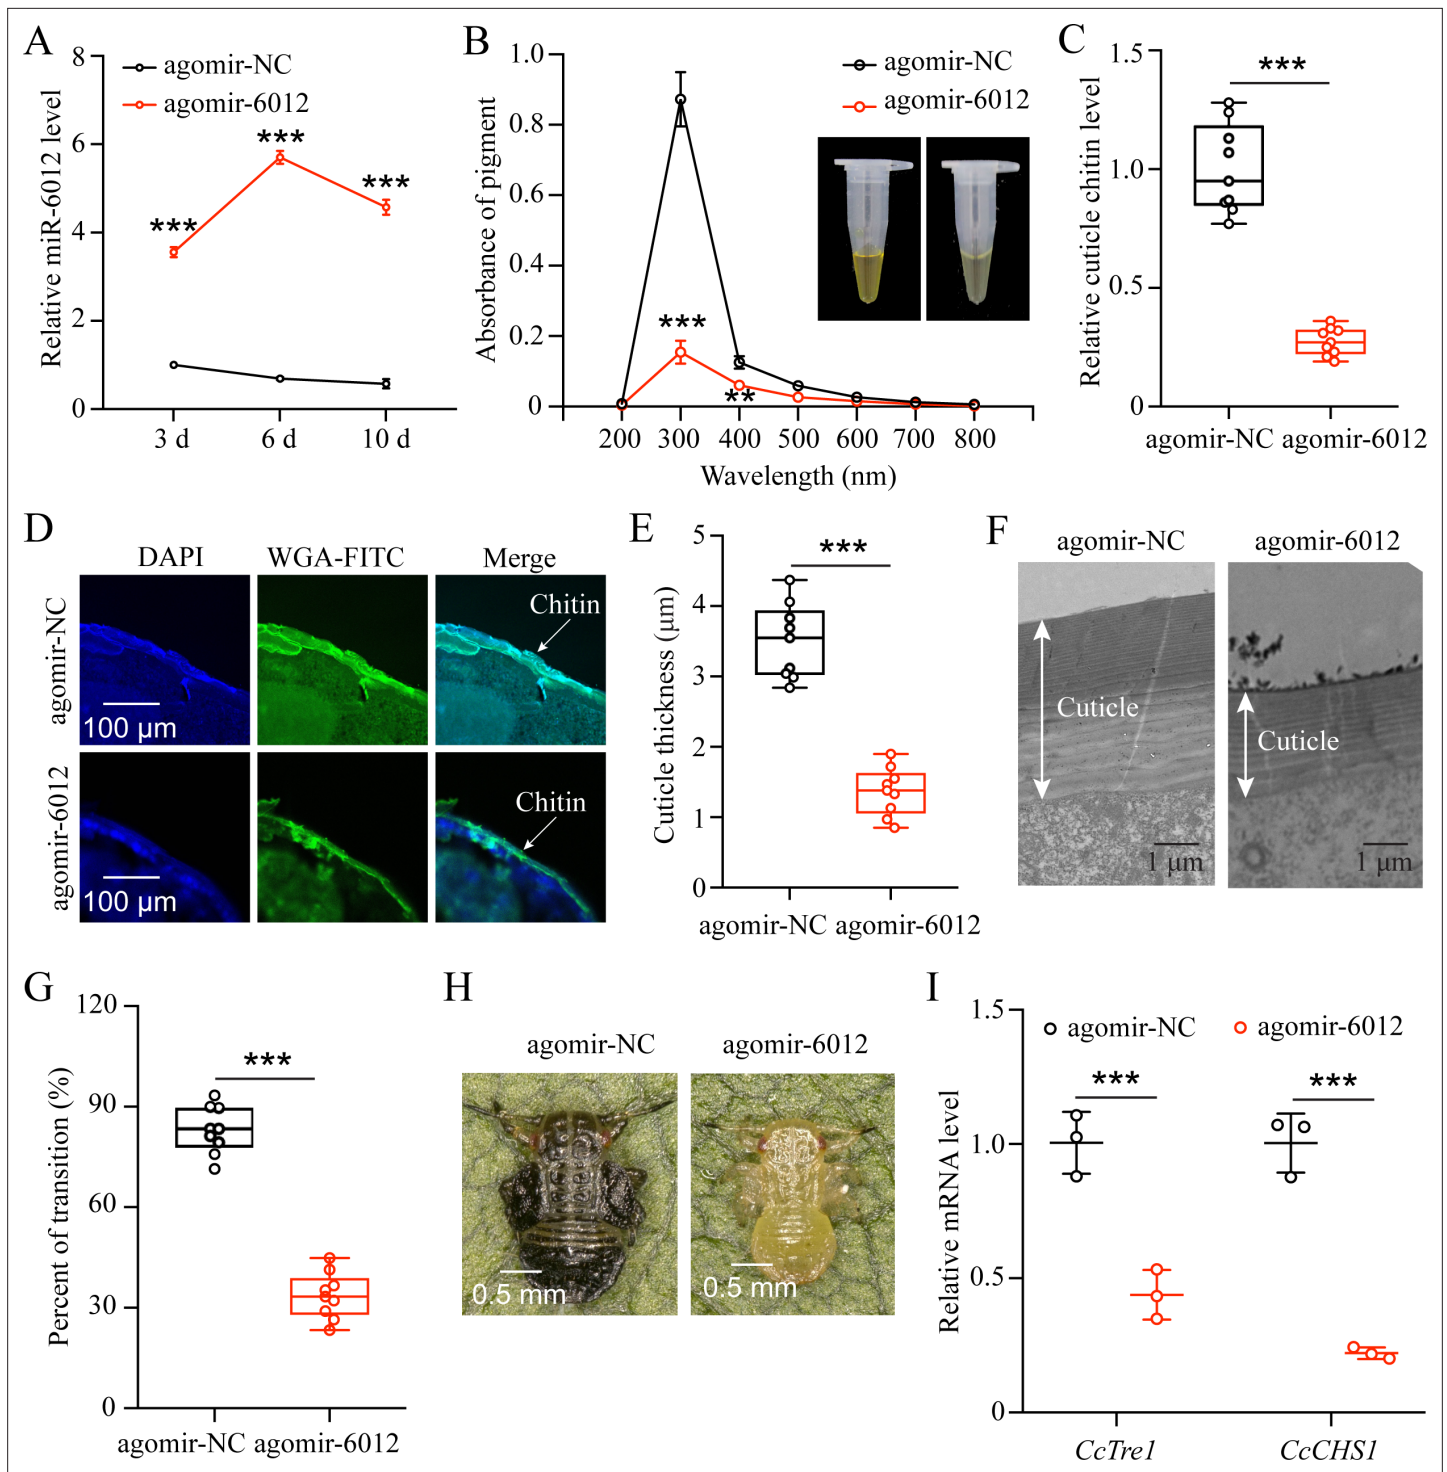 A
8
6
4
2
0
Relative miR-6012 level
agomir-NC
agomir-6012
***
***
***
3 d
6 d
10 d
B
1.0
0.8
0.6
0.4
0.2
0
Absorbance of pigment
agomir-NC
agomir-6012
***
**
200
300
400
500
600
700
800
Wavelength (nm)
C
1.5
1.0
0.5
0
Relative cuticle chitin level
***
agomir-NC
agomir-6012
D
DAPI
WGA-FITC
Merge
agomir-NC
100 μm
Chitin
agomir-6012
100 μm
Chitin
E
5
4
3
2
1
0
Cuticle thickness (μm)
***
agomir-NC
agomir-6012
F
agomir-NC
agomir-6012
Cuticle
1 μm
Cuticle
1 μm
G
120
90
60
30
0
Percent of transition (%)
***
agomir-NC
agomir-6012
H
agomir-NC
agomir-6012
0.5 mm
0.5 mm
I
1.5
1.0
0.5
0
Relative mRNA level
agomir-NC
agomir-6012
***
***
CcTre1
CcCHS1